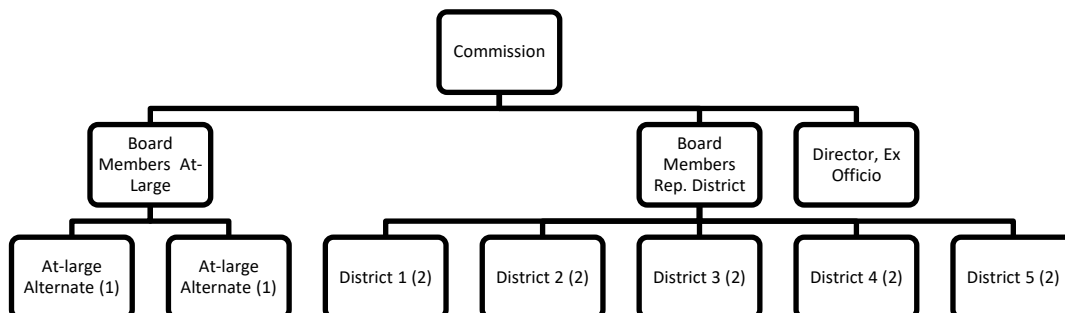 Commission
Board
Members At-
Large
Board
Members
Rep. District
Director, Ex
Officio
At-large
Alternate (1)
At-large
Alternate (1)
District 1 (2)
District 2 (2)
District 3 (2)
District 4 (2)
District 5 (2)